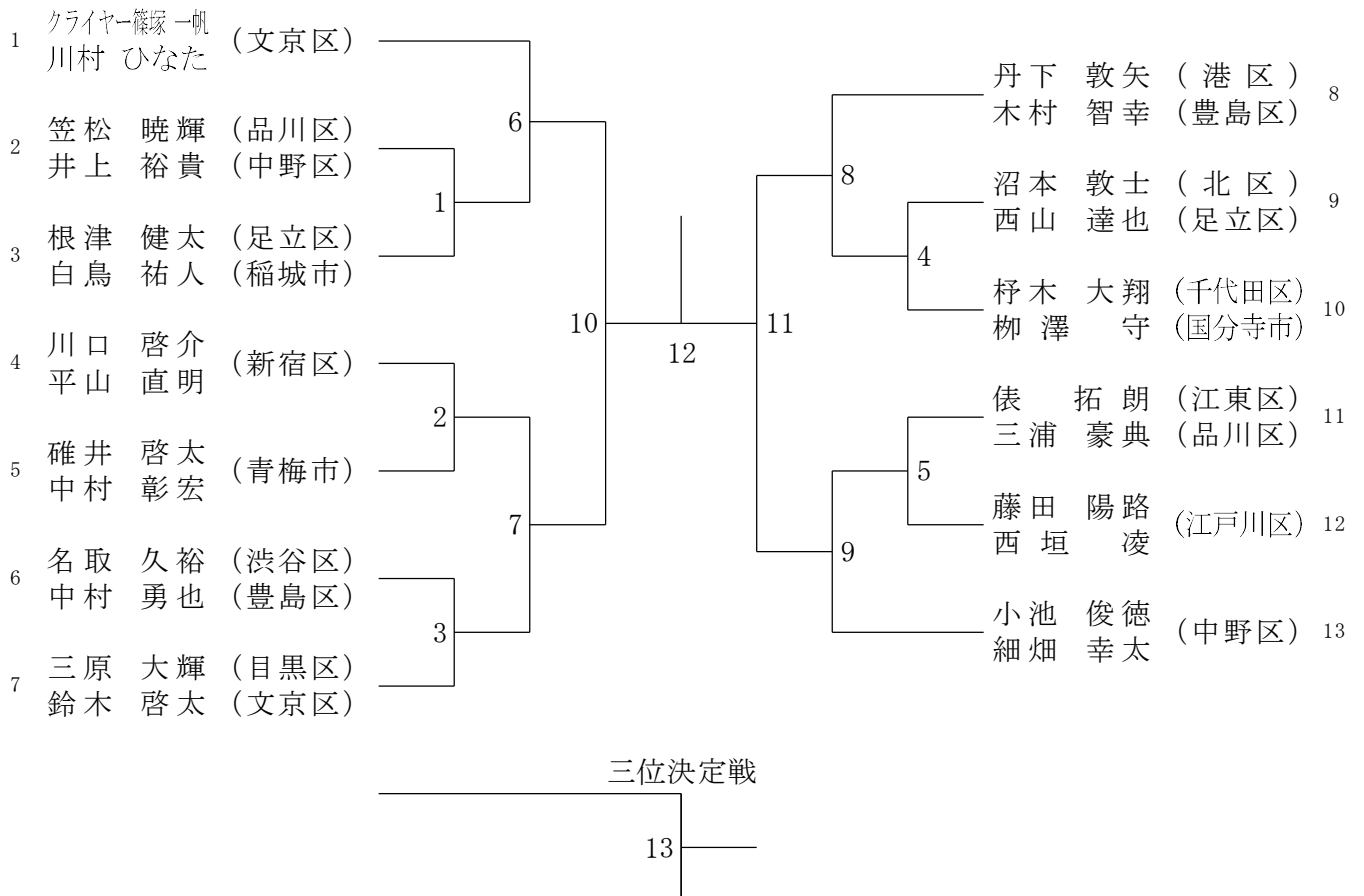 1 クライヤー篠塚 一帆 (文京区)
川村 ひなた
2 笠松 暁輝 (品川区)
井上 裕貴 (中野区)
3 根津 健太 (足立区)
白鳥 祐人 (稲城市)
4 川口 啓介 (新宿区)
平山 直明
5 碓井 啓太 (青梅市)
中村 彰宏
6 名取 久裕 (渋谷区)
中村 勇也 (豊島区)
7 三原 大輝 (目黒区)
鈴木 啓太 (文京区)
6
1
10
2
7
3
12
11
8
4
5
9
丹下 敦矢 (港区) 8
木村 智幸 (豊島区)
沼本 敦士 (北区) 9
西山 達也 (足立区)
杼木 大翔 (千代田区) 10
栁澤 守 (国分寺市)
俵 拓朗 (江東区) 11
三浦 豪典 (品川区)
藤田 陽路 (江戸川区) 12
西垣 凌
小池 俊徳 (中野区) 13
細畑 幸太
三位決定戦
13